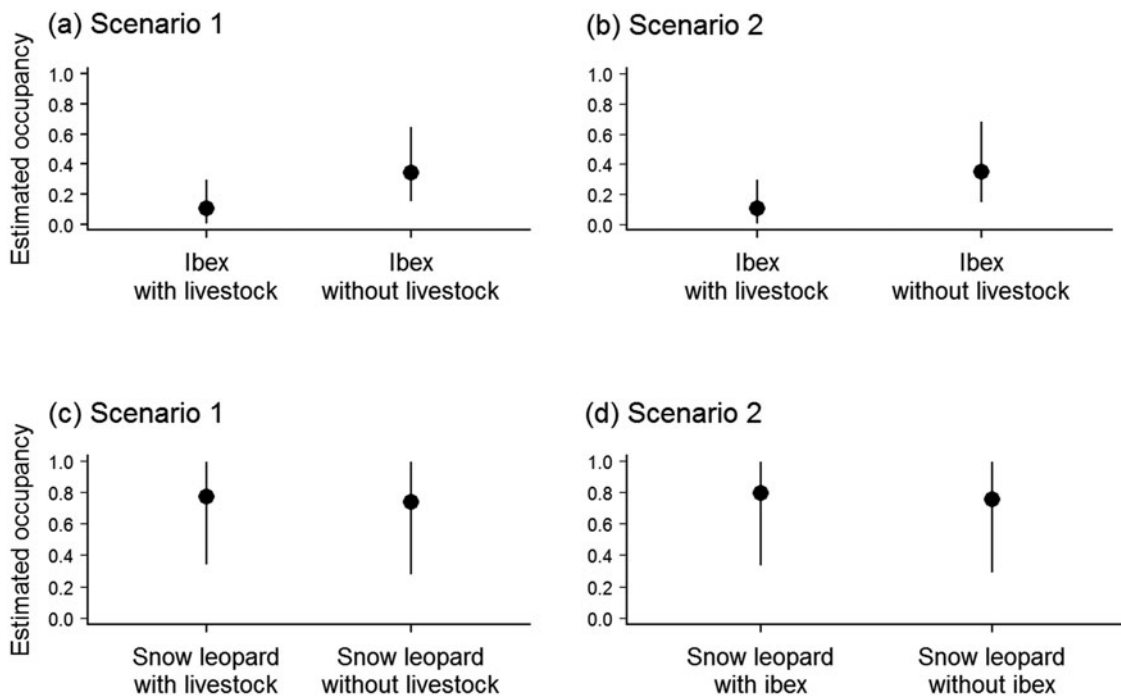 (a) Scenario 1
Estimated occupancy
1.0
0.8
0.6
0.4
0.2
0.0
Ibex
with livestock
Ibex
without livestock
(b) Scenario 2
1.0
0.8
0.6
0.4
0.2
0.0
Ibex
with livestock
Ibex
without livestock
(c) Scenario 1
Estimated occupancy
1.0
0.8
0.6
0.4
0.2
0.0
Snow leopard
with livestock
Snow leopard
without livestock
(d) Scenario 2
1.0
0.8
0.6
0.4
0.2
0.0
Snow leopard
with ibex
Snow leopard
without ibex